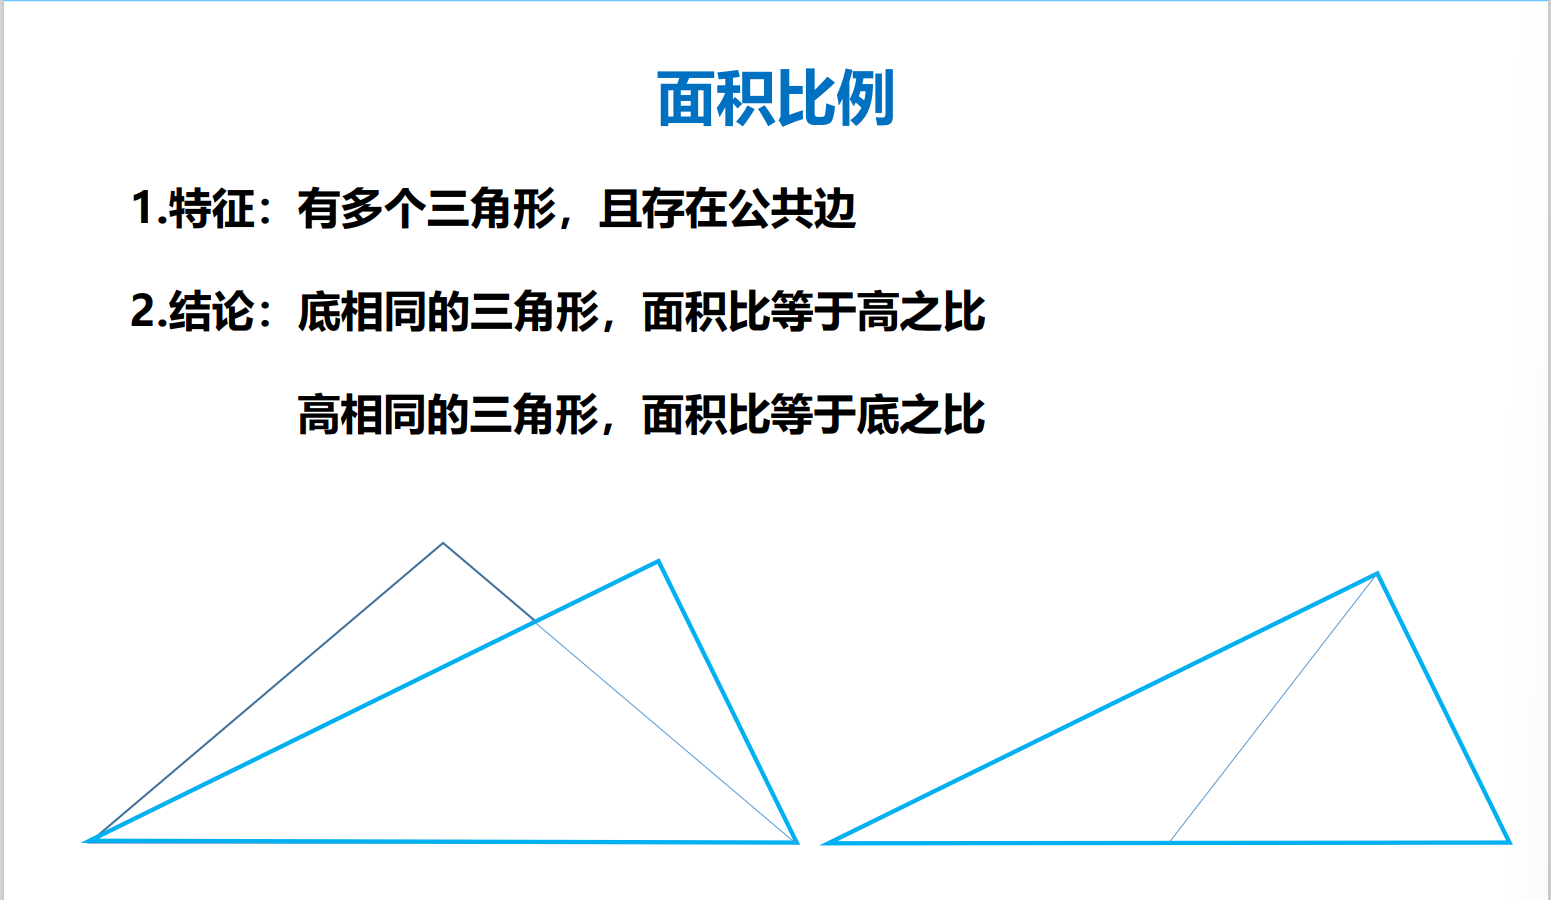 面积比例
1.特征：有多个三角形，且存在公共边
2.结论：底相同的三角形，面积比等于高之比
高相同的三角形，面积比等于底之比